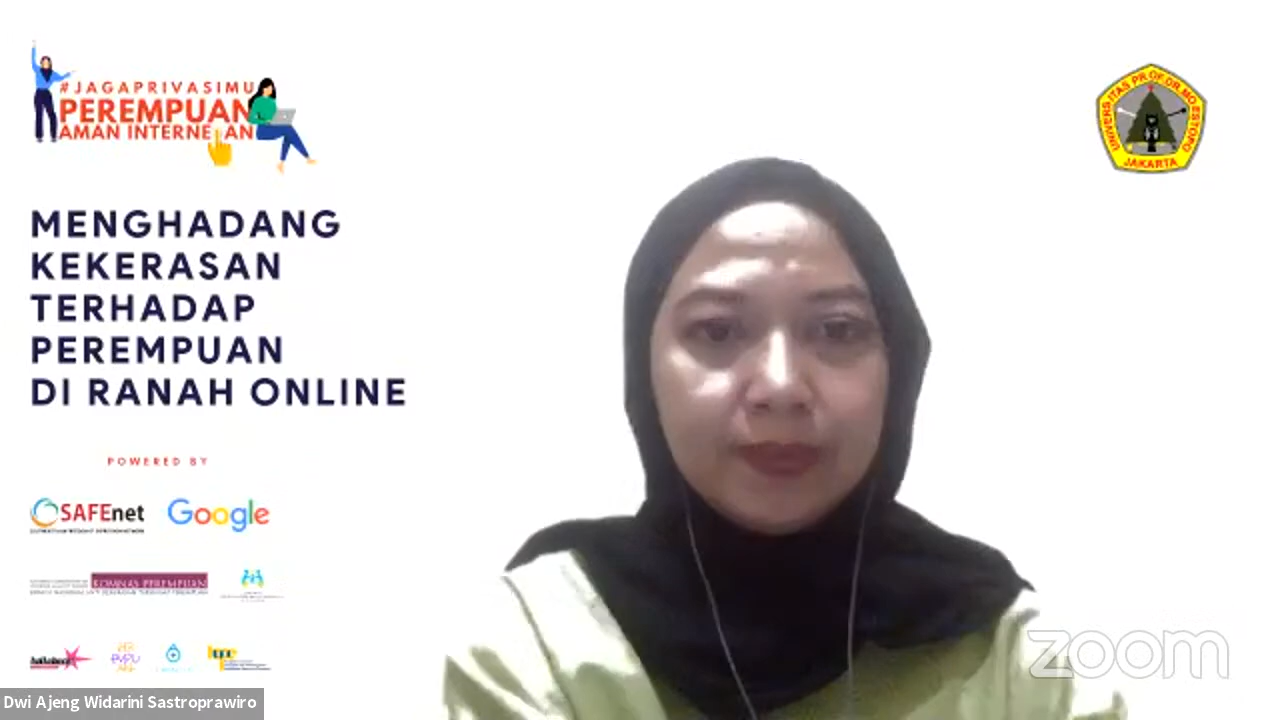 #JAGAPRIVASIMU
PEREMPUAN
AMAN INTERNETAN
UNIVERSITAS PROF.DR.MOESTOPO
JAKARTA
MENGHADANG
KEKERASAN
TERHADAP
PEREMPUAN
DI RANAH ONLINE
POWERED BY
SAFEnet
Google
KOMNAS PEREMPUAN
zoom
Dwi Ajeng Widarini Sastroprawiro